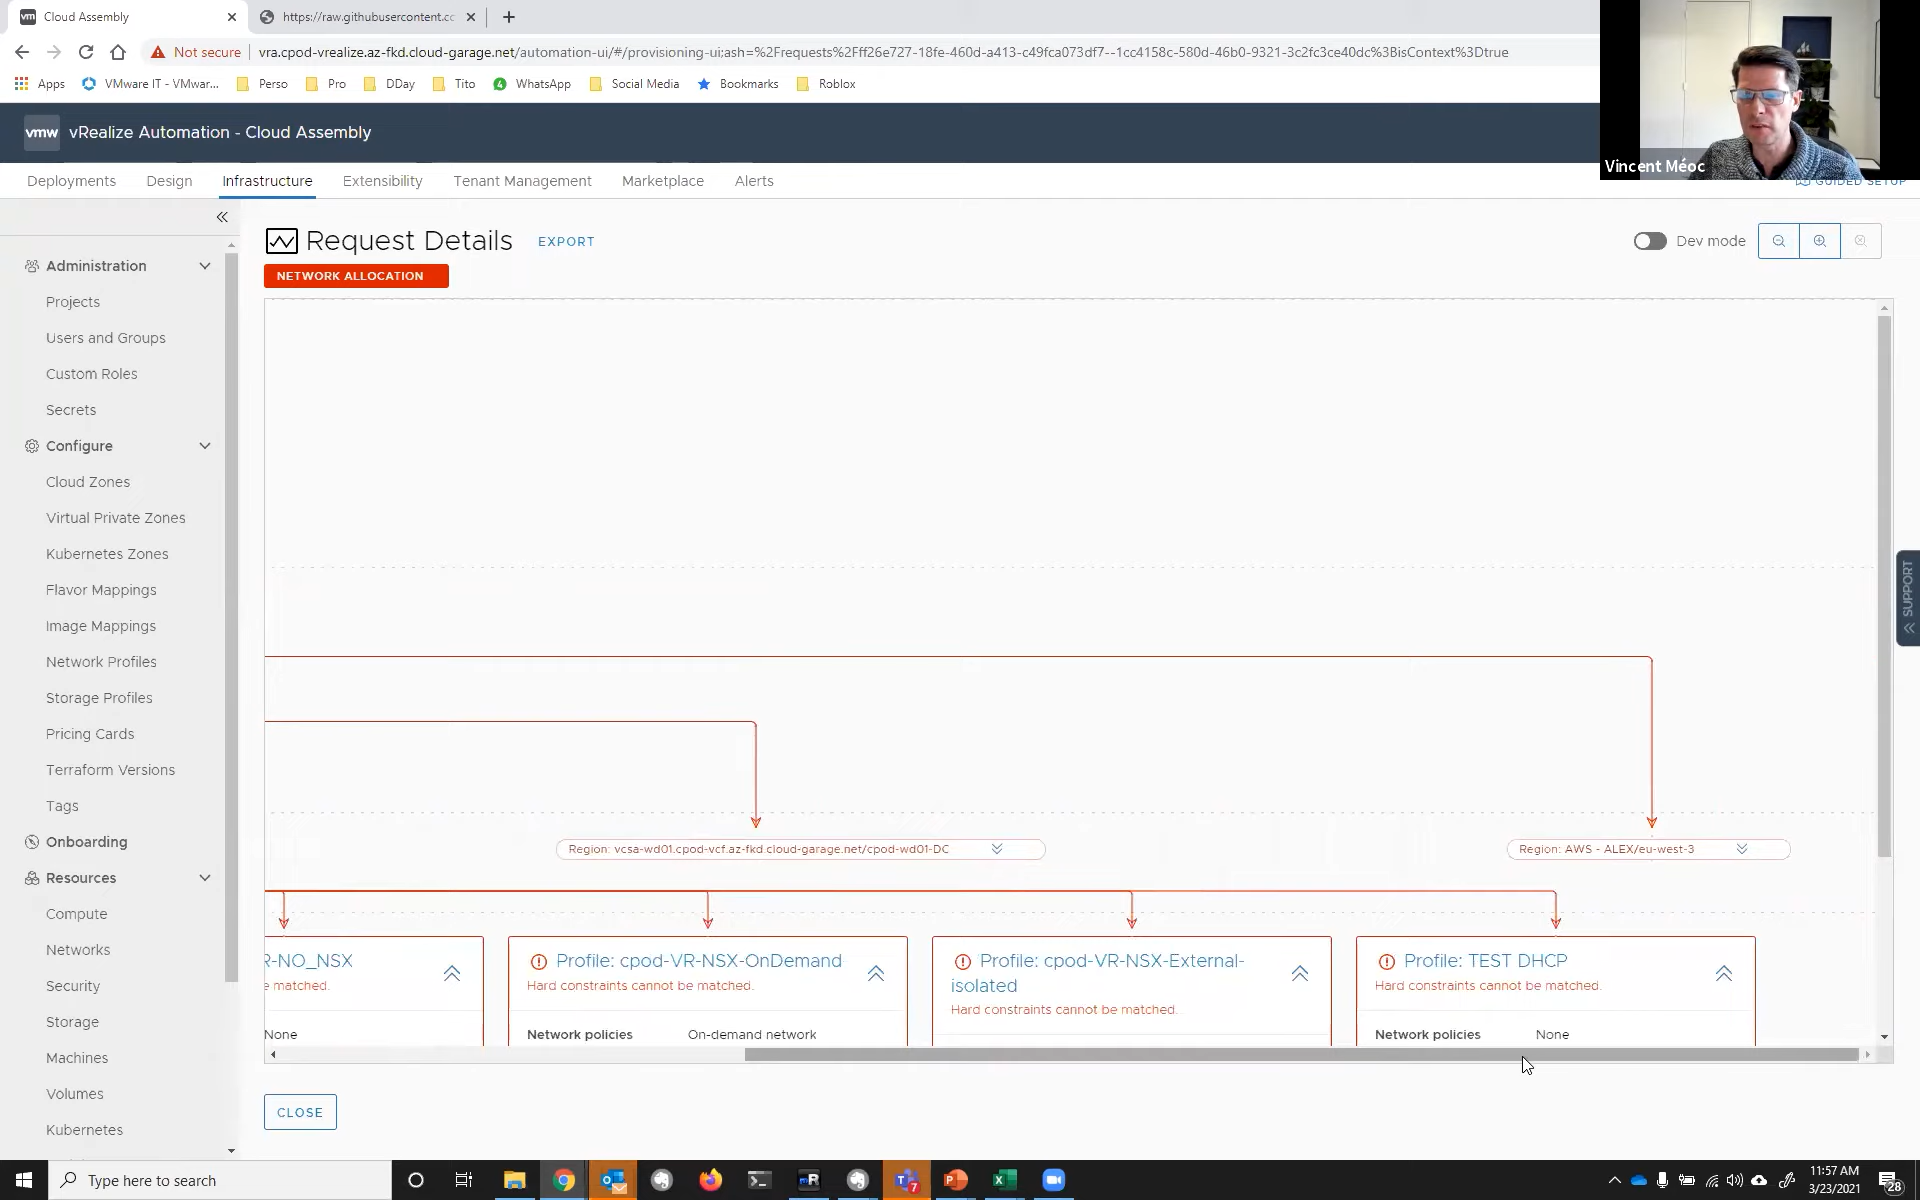 Cloud Assembly
https://raw.githubusercontent.cc
Not secure
vra.cpod-vrealize.az-fkd.cloud-garage.net/automation-ui/#/provisioning-ui;ash=%2Frequests%2Fff26e727-18fe-460d-a413-c49fca073df7--1cc4158c-580d-46b0-9321-3c2fc3ce40dc%3BisContext%3Dtrue
Apps
VMware IT - VMwar...
Perso
Pro
DDay
Tito
WhatsApp
Social Media
Bookmarks
Roblox
vmw
vRealize Automation - Cloud Assembly
Vincent Méoc
Deployments
Design
Infrastructure
Extensibility
Tenant Management
Marketplace
Alerts
GUIDED SETUP
Administration
Projects
Users and Groups
Custom Roles
Secrets
Configure
Cloud Zones
Virtual Private Zones
Kubernetes Zones
Flavor Mappings
Image Mappings
Network Profiles
Storage Profiles
Pricing Cards
Terraform Versions
Tags
Onboarding
Resources
Compute
Networks
Security
Storage
Machines
Volumes
Kubernetes
Request Details
EXPORT
Dev mode
NETWORK ALLOCATION
Region: vcsa-wd01.cpod-vcf.az-fkd.cloud-garage.net/cpod-wd01-DC
Region: AWS - ALEX/eu-west-3
R-NO_NSX
e matched.
None
Profile: cpod-VR-NSX-OnDemand
Hard constraints cannot be matched.
Network policies On-demand network
Profile: cpod-VR-NSX-External-
isolated
Hard constraints cannot be matched.
Profile: TEST DHCP
Hard constraints cannot be matched.
Network policies None
SUPPORT
CLOSE
Type here to search
7
11:57 AM
3/23/2021
28